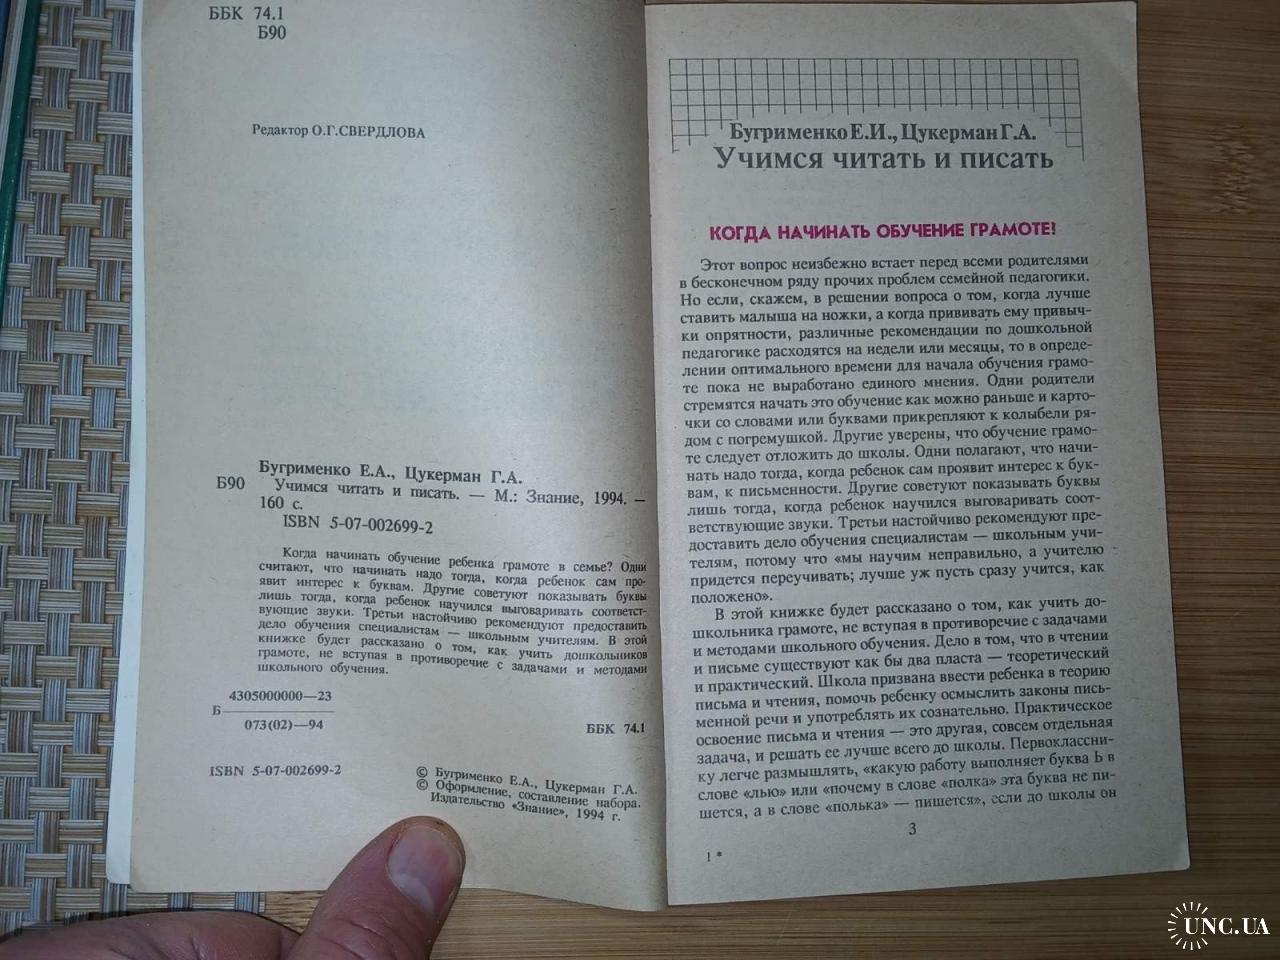 ББК 74.1
Б90
Редактор О.Г.СВЕРДЛОВА
Бугрименко Е.А., Цукерман Г.А.
Б90 Учимся читать и писать. — М.: Знание, 1994. —
160 с.
ISBN 5-07-002699-2
Когда начинать обучение ребенка грамоте в семье? Одни
считают, что начинать надо тогда, когда ребенок сам про-
явит интерес к буквам. Другие советуют показывать буквы
лишь тогда, когда ребенок научился выговаривать соответст-
вующие звуки. Третьи настойчиво рекомендуют предоставить
дело обучения специалистам — школьным учителям. В этой
книжке будет рассказано о том, как учить дошкольников
грамоте, не вступая в противоречие с задачами и методами
школьного обучения.
4305000000—23
Б
073(02)—94
ББК 74.1
ISBN 5-07-002699-2
© Бугрименко Е.А., Цукерман Г.А.
© Оформление, составление набора.
Издательство «Знание», 1994 г.
Бугрименко Е.И., Цукерман Г.А.
Учимся читать и писать
КОГДА НАЧИНАТЬ ОБУЧЕНИЕ ГРАМОТЕ?
Этот вопрос неизбежно встает перед всеми родителями
в бесконечном ряду прочих проблем семейной педагогики.
Но если, скажем, в решении вопроса о том, когда лучше
ставить малыша на ножки, а когда прививать ему привыч-
ки опрятности, различные рекомендации по дошкольной
педагогике расходятся на недели или месяцы, то в опреде-
лении оптимального времени для начала обучения грамо-
те пока не выработано единого мнения. Одни родители
стремятся начать это обучение как можно раньше и карто-
чки со словами или буквами прикрепляют к колыбели ря-
дом с погремушкой. Другие уверены, что обучение грамо-
те следует отложить до школы. Одни полагают, что начи-
нать надо тогда, когда ребенок сам проявит интерес к бук-
вам, к письменности. Другие советуют показывать буквы
лишь тогда, когда ребенок научился выговаривать соот-
ветствующие звуки. Третьи настойчиво рекомендуют пре-
доставить дело обучения специалистам — школьным учи-
телям, потому что «мы научим неправильно, а учителю
придется переучивать; лучше уж пусть сразу учится, как
положено».
В этой книжке будет рассказано о том, как учить до-
школьника грамоте, не вступая в противоречие с задачами
и методами школьного обучения. Дело в том, что в чтении
и письме существуют как бы два пласта — теоретический
и практический. Школа призвана ввести ребенка в теорию
письма и чтения, помочь ребенку осмыслить законы пись-
менной речи и употреблять их сознательно. Практическое
освоение письма и чтения — это другая, совсем отдельная
задача, и решать ее лучше всего до школы. Первокласcни-
ку легче размышлять, «какую работу выполняет буква Ь в
слове «лью» или «почему в слове «полка» эта буква не пи-
шется, а в слове «полька» — пишется», если до школы он
3
1 *
UNC.UA